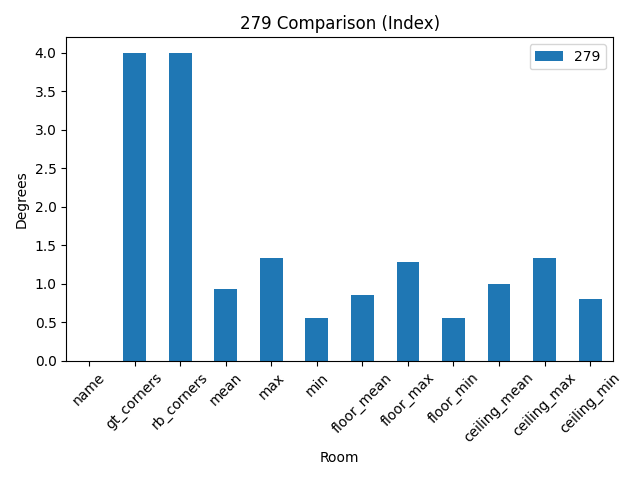 279 Comparison (Index)
279
Degrees
4.0
3.5
3.0
2.5
2.0
1.5
1.0
0.5
0.0
name
gt_corners
rb_corners
mean
max
min
floor_mean
floor_max
floor_min
ceiling_mean
ceiling_max
ceiling_min
Room